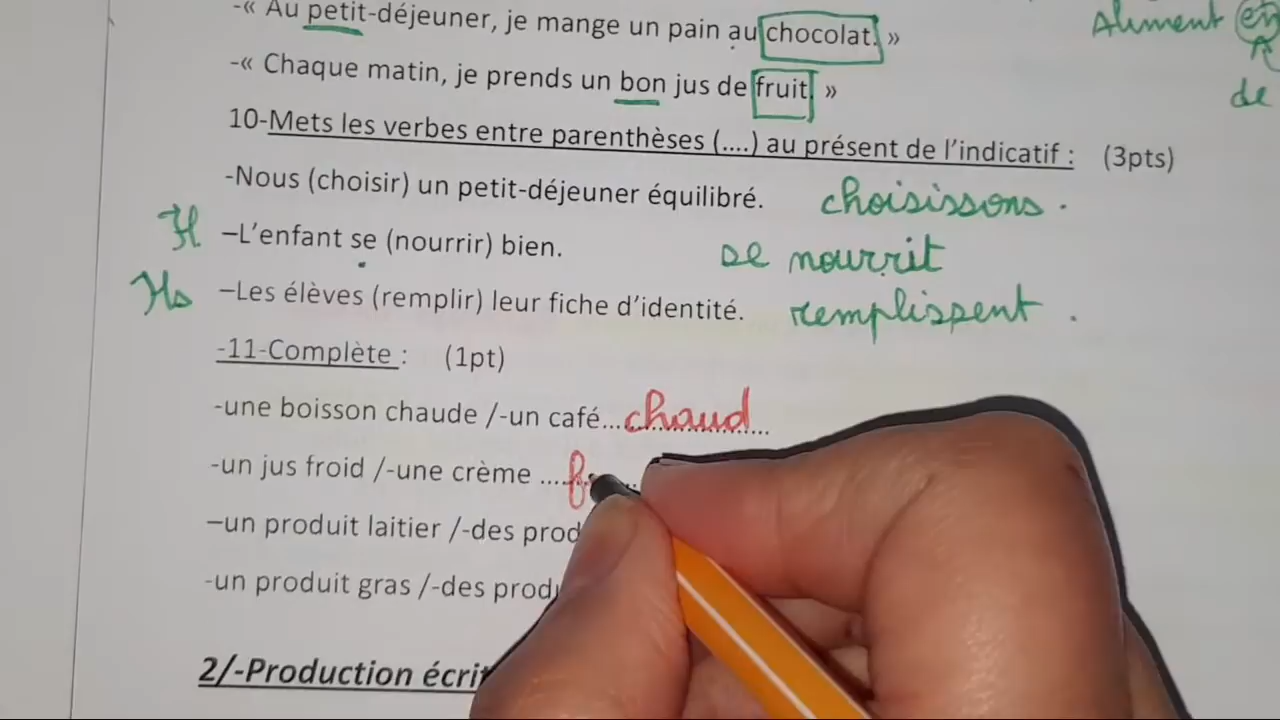 -« Au petit-déjeuner, je mange un pain au chocolat. »
Aliment en
-« Chaque matin, je prends un bon jus de fruit. »
de
10-Mets les verbes entre parenthèses (....) au présent de l'indicatif : (3pts)
-Nous (choisir) un petit-déjeuner équilibré. choisissons.
Il –L'enfant se (nourrir) bien. se nourrit
Ils –Les élèves (remplir) leur fiche d'identité. remplissent.
-11-Complète : (1pt)
-une boisson chaude /-un café...chaud...
-un jus froid /-une crème .....
–un produit laitier /-des prod
-un produit gras /-des produ
2/-Production écrit